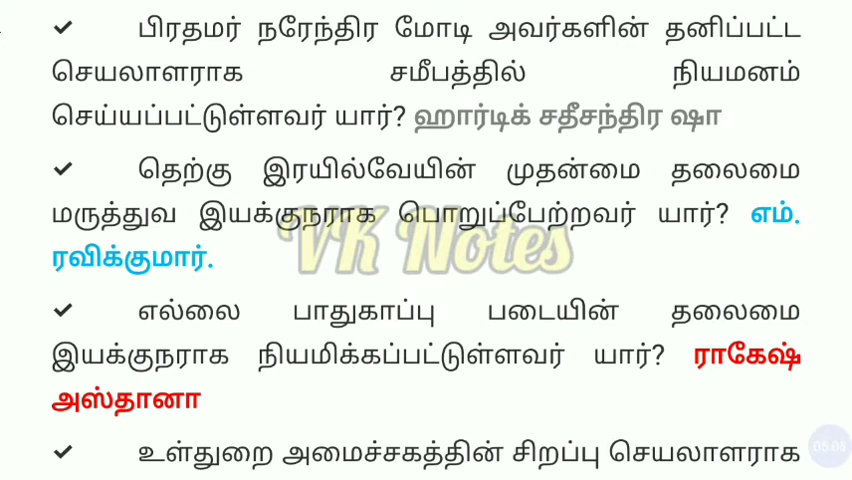 ✓ பிரதமர் நரேந்திர மோடி அவர்களின் தனிப்பட்ட
செயலாளராக சமீபத்தில் நியமனம்
செய்யப்பட்டுள்ளவர் யார்? ஹார்டிக் சதீசந்திர ஷா
✓ தெற்கு இரயில்வேயின் முதன்மை தலைமை
மருத்துவ இயக்குநராக பொறுப்பேற்றவர் யார்? எம்.
ரவிக்குமார்.
VK Notes
✓ எல்லை பாதுகாப்பு படையின் தலைமை
இயக்குநராக நியமிக்கப்பட்டுள்ளவர் யார்? ராகேஷ்
அஸ்தானா
✓ உள்துறை அமைச்சகத்தின் சிறப்பு செயலாளராக